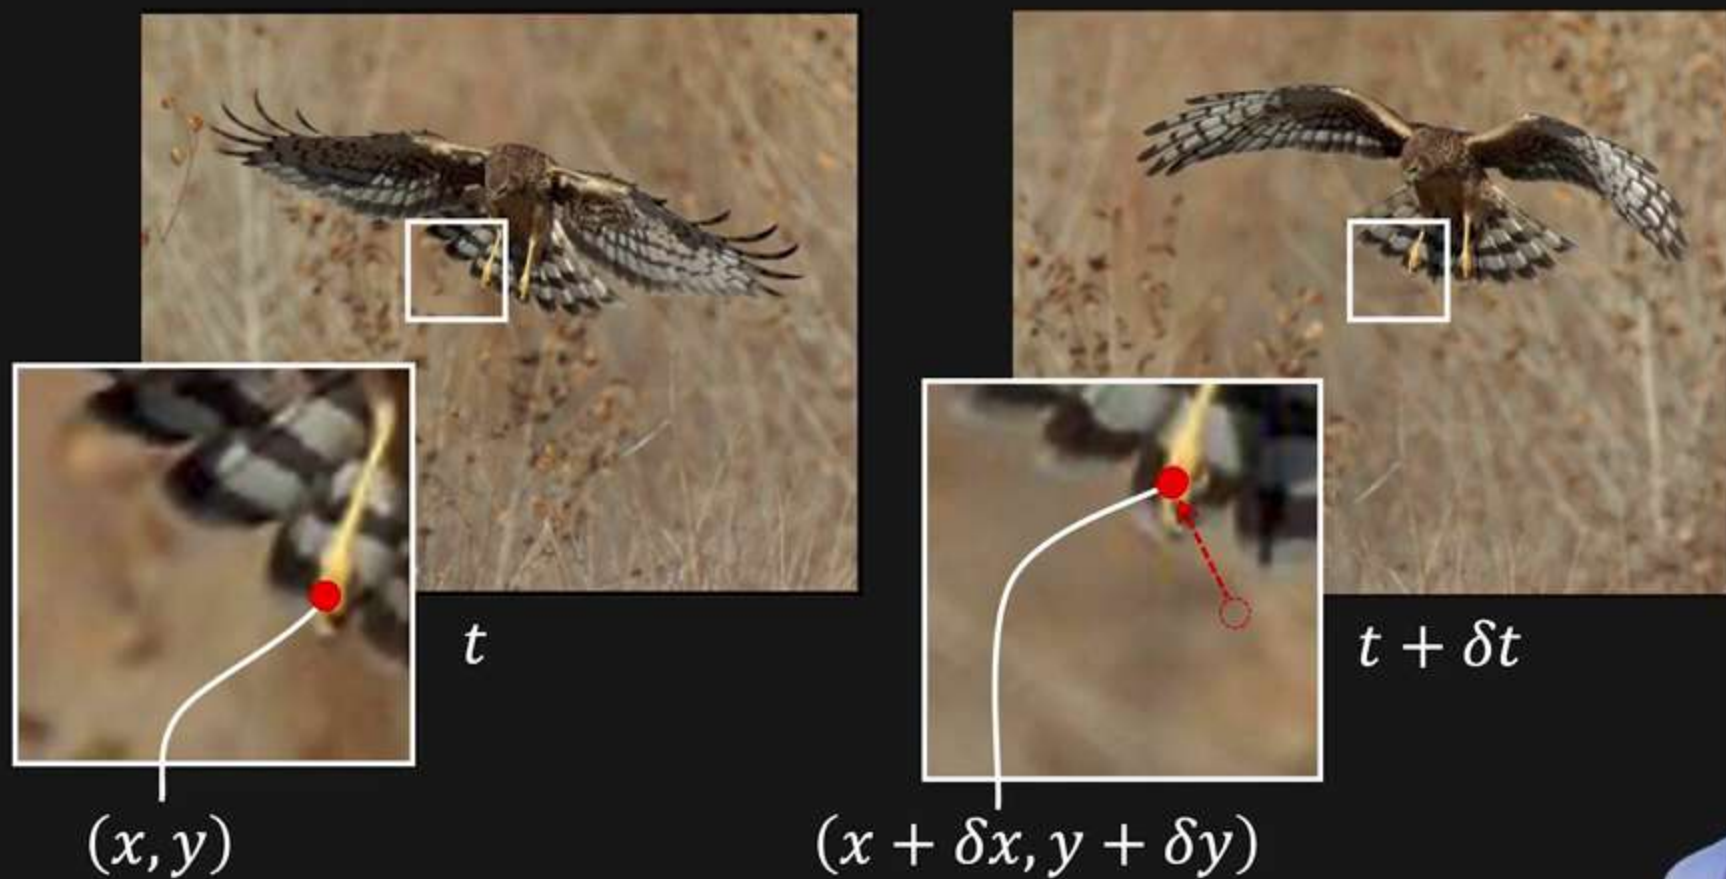 t
t + δt
(x, y)
(x + δx, y + δy)